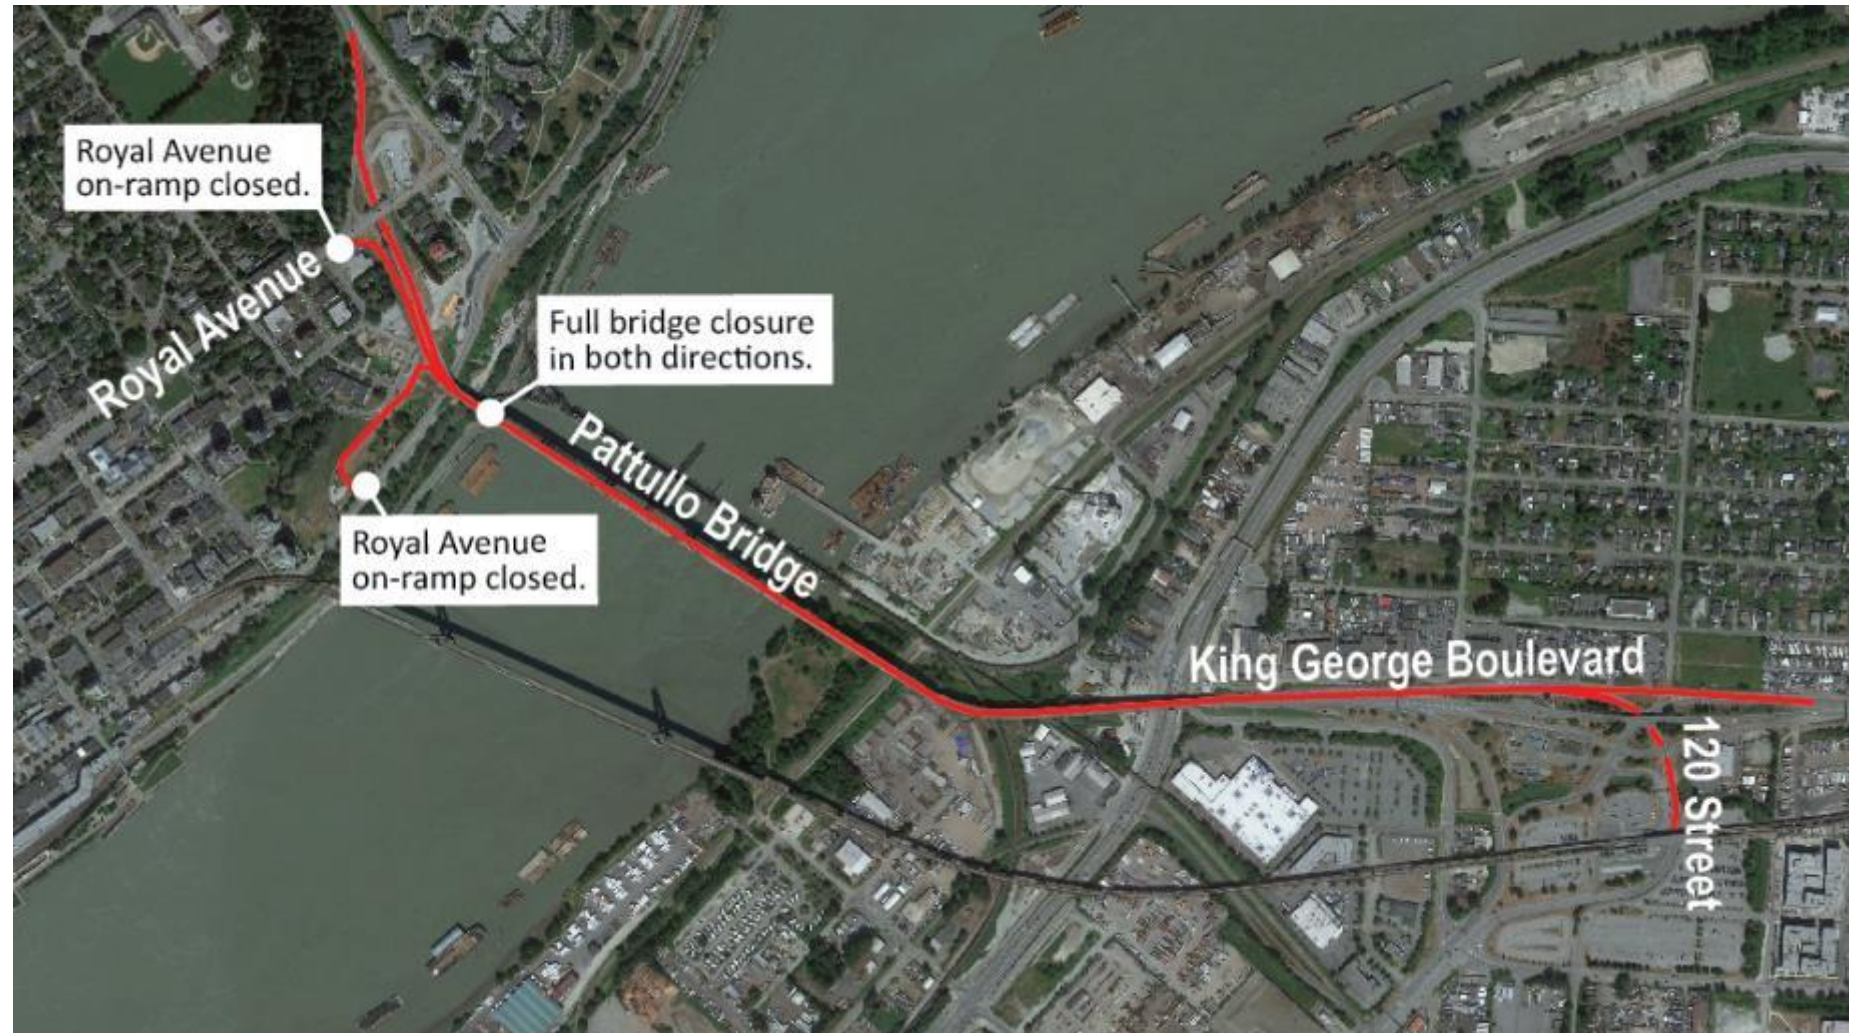 Royal Avenue
on-ramp closed.
Royal Avenue
Full bridge closure
in both directions.
Pattullo Bridge
Royal Avenue
on-ramp closed.
King George Boulevard
120 Street